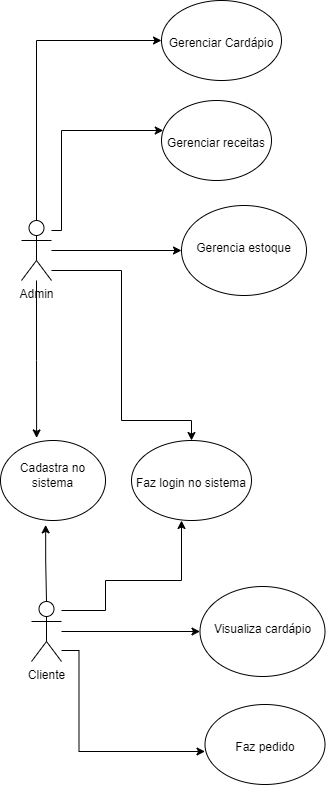 Gerenciar Cardápio
Gerenciar receitas
Gerencia estoque
Admin
Cadastra no
sistema
Faz login no sistema
Visualiza cardápio
Cliente
Faz pedido